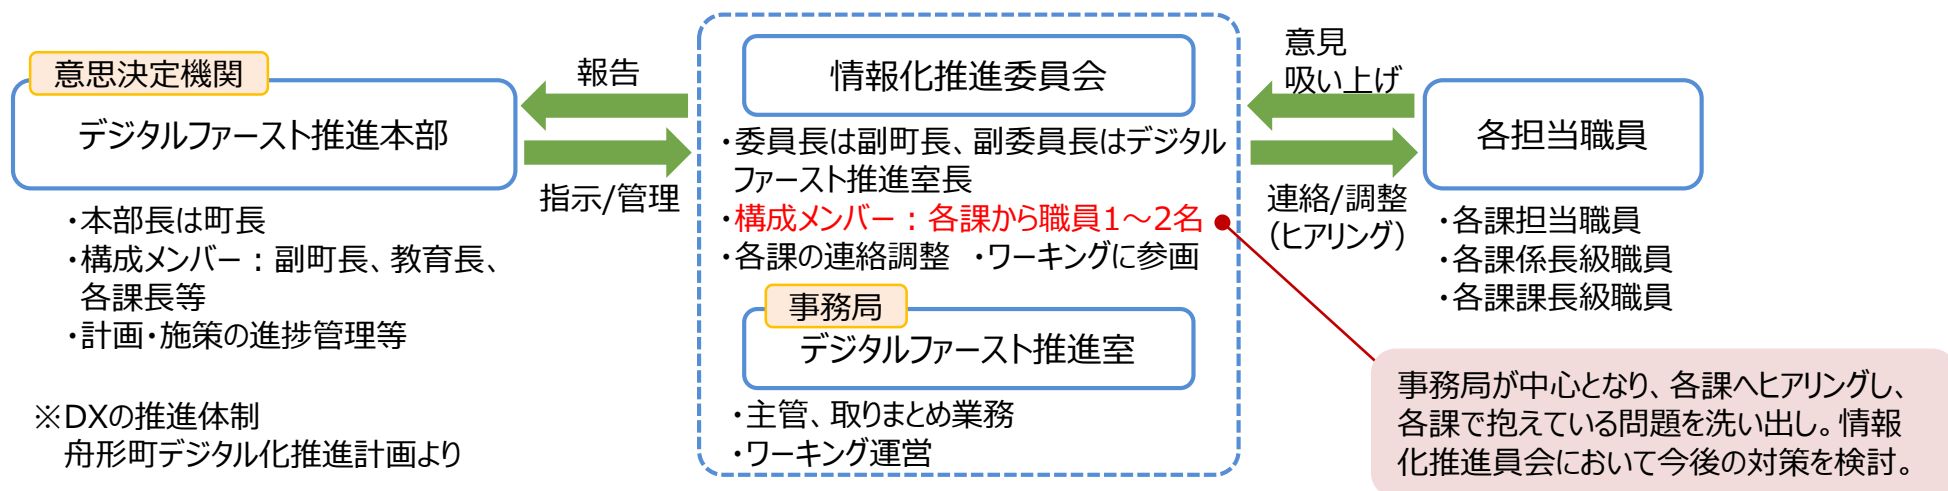 意思決定機関
デジタルファースト推進本部
・本部長は町長
・構成メンバー：副町長、教育長、
各課長等
・計画・施策の進捗管理等
※DXの推進体制
舟形町デジタル化推進計画より
報告
指示/管理
情報化推進委員会
・委員長は副町長、副委員長はデジタル
ファースト推進室長
・構成メンバー：各課から職員1～2名
・各課の連絡調整　・ワーキングに参画
事務局
デジタルファースト推進室
・主管、取りまとめ業務
・ワーキング運営
意見
吸い上げ
連絡/調整
（ヒアリング）
各担当職員
・各課担当職員
・各課係長級職員
・各課課長級職員
事務局が中心となり、各課へヒアリングし、
各課で抱えている問題を洗い出し。情報
化推進員会において今後の対策を検討。